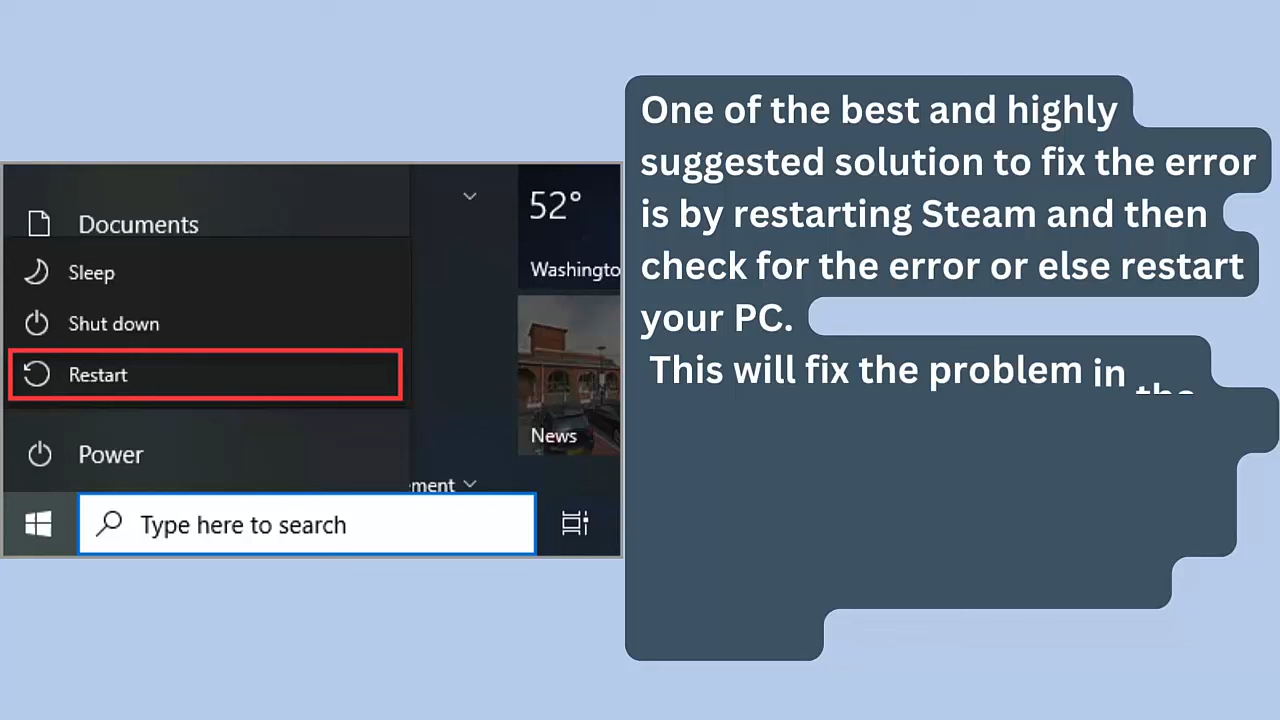 Documents
Sleep
Shut down
Restart
Power
Type here to search
52°
Washingto
News
ment
One of the best and highly
suggested solution to fix the error
is by restarting Steam and then
check for the error or else restart
your PC.
This will fix the problem in